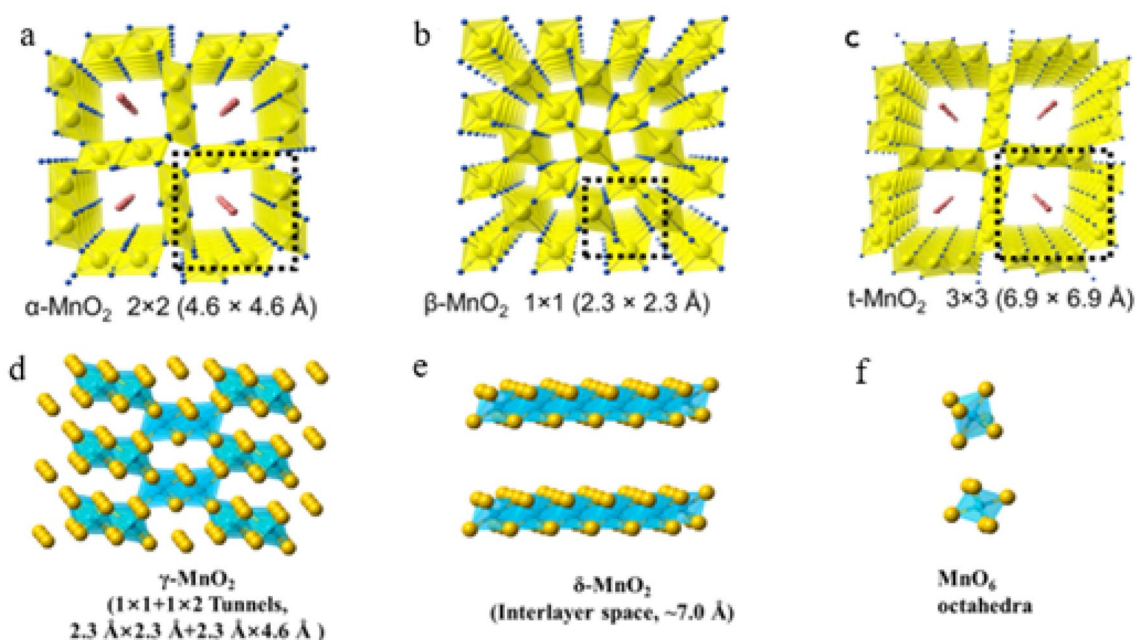 a
b
c
α-MnO₂ 2×2 (4.6 × 4.6 Å)
β-MnO₂ 1×1 (2.3 × 2.3 Å)
t-MnO₂ 3×3 (6.9 × 6.9 Å)
d
e
f
γ-MnO₂
(1×1+1×2 Tunnels,
2.3 Å×2.3 Å+2.3 Å×4.6 Å )
δ-MnO₂
(Interlayer space, ~7.0 Å)
MnO₆
octahedra